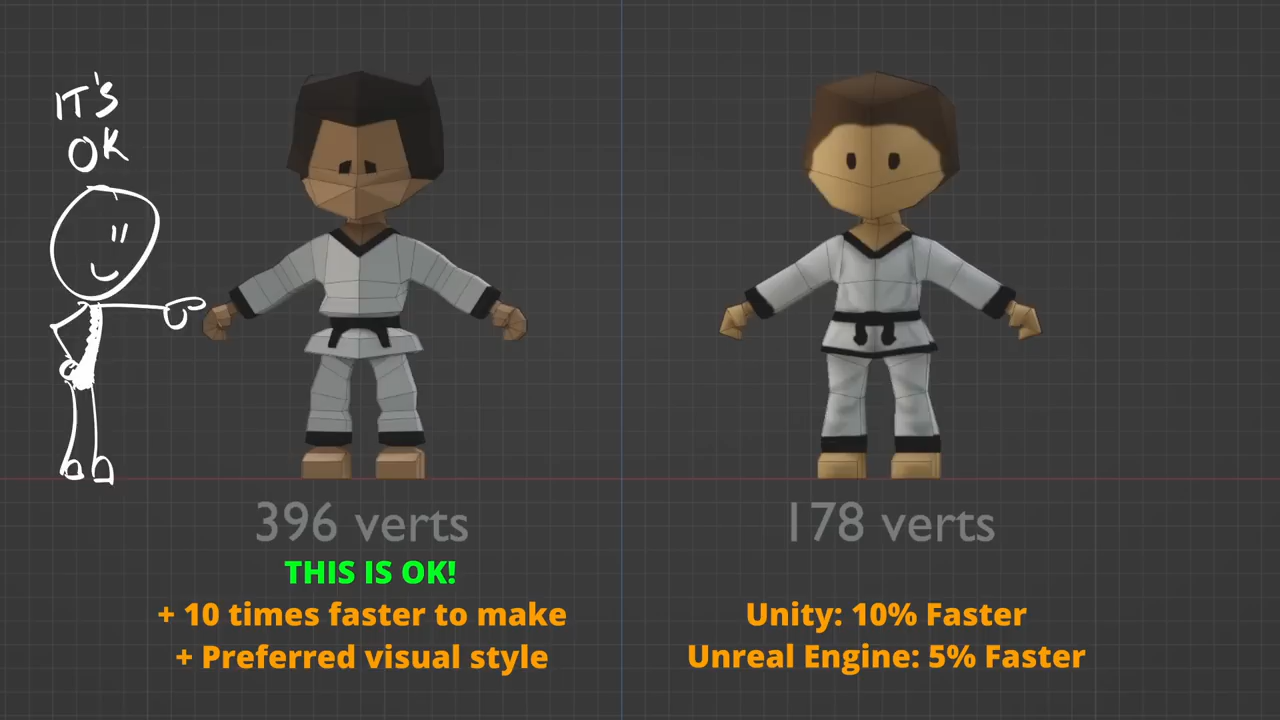 IT'S
OK
396 verts
THIS IS OK!
+ 10 times faster to make
+ Preferred visual style
178 verts
Unity: 10% Faster
Unreal Engine: 5% Faster